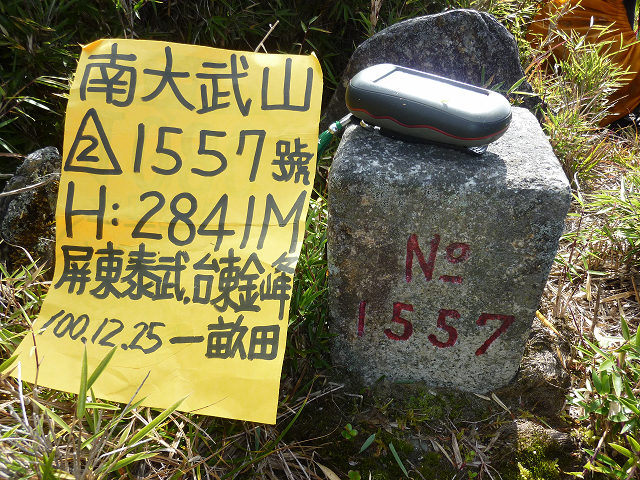 南大武山
2 1557號
H:2841M
屏東泰武.台東金峰
100.12.25 一畝田
No
1557